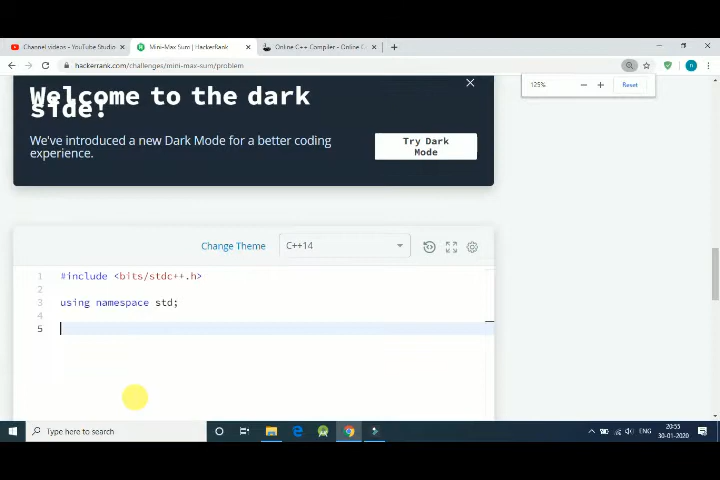 Channel videos - YouTube Studio
Mini-Max Sum | HackerRank
Online C++ Compiler - Online C
hackerrank.com/challenges/mini-max-sum/problem
125%
Reset
Welcome to the dark
side!
We've introduced a new Dark Mode for a better coding
experience.
Try Dark
Mode
Change Theme
C++14
1 #include <bits/stdc++.h>
2
3 using namespace std;
4
5
Type here to search
ENG
20:55
30-01-2020